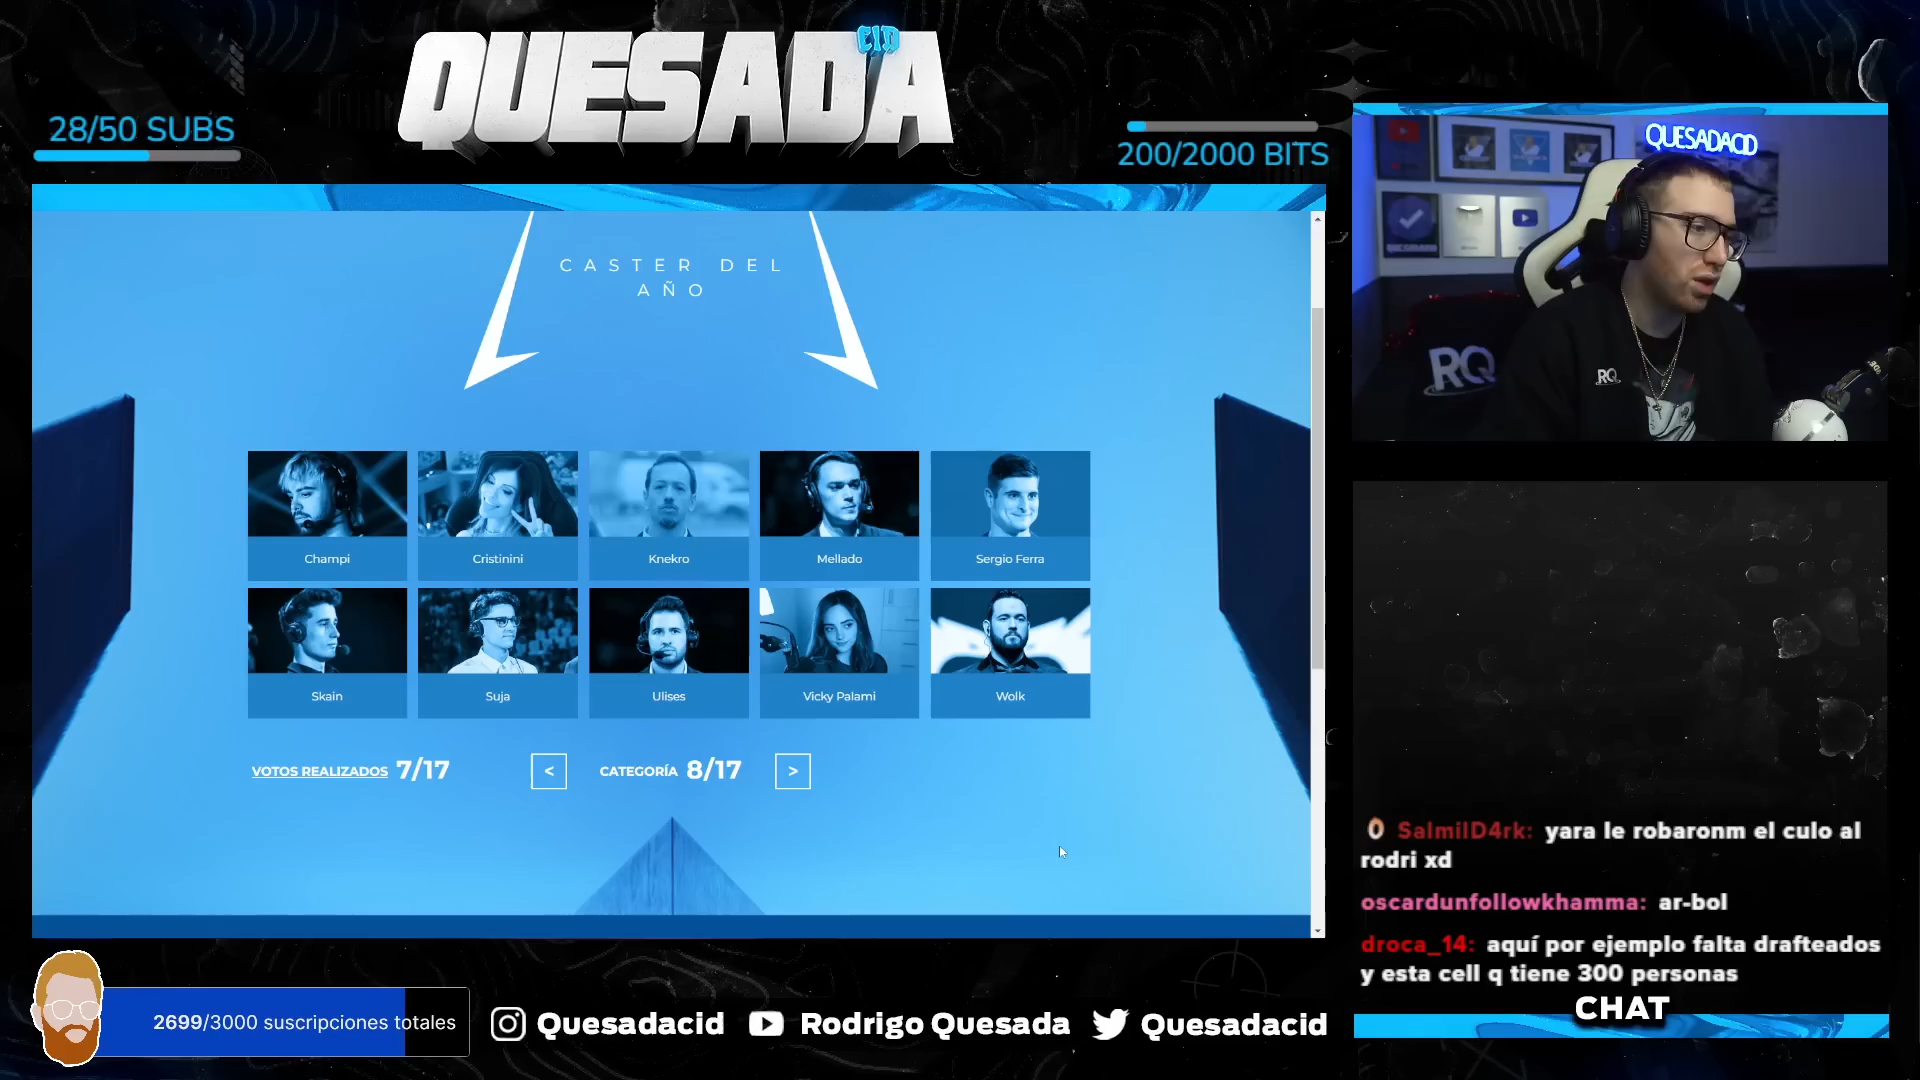 QUESADA
CID
28/50 SUBS
200/2000 BITS
QUESADACID
CASTER DEL
AÑO
RQ
RQ
Champi
Cristinini
Knekro
Mellado
Sergio Ferra
Skain
Suja
Ulises
Vicky Palami
Wolk
VOTOS REALIZADOS 7/17
<
CATEGORÍA 8/17
>
SalmilD4rk: yara le robaronm el culo al
rodri xd
oscardunfollowkhamma: ar-bol
droca_14: aquí por ejemplo falta drafteados
y esta cell q tiene 300 personas
CHAT
2699/3000 suscripciones totales
Quesadacid
Rodrigo Quesada
Quesadacid